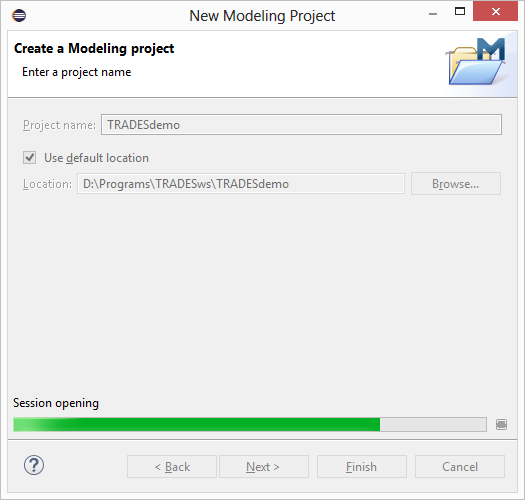 New Modeling Project
Create a Modeling project
Enter a project name
Project name: TRADESdemo
Use default location
Location: D:\Programs\TRADESws\TRADESdemo Browse...
Session opening
< Back Next > Finish Cancel